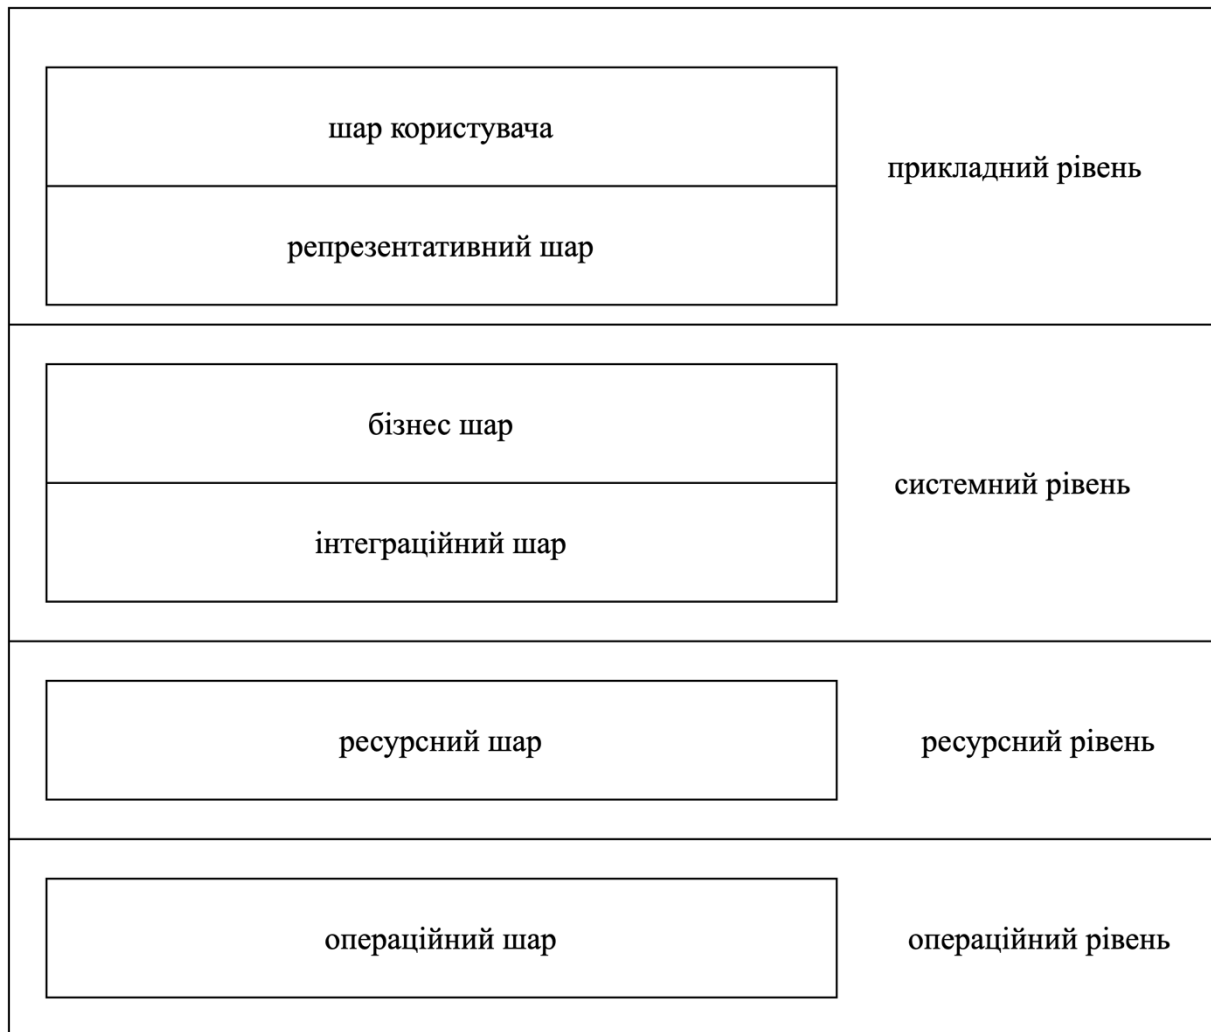 шар користувача
прикладний рівень
репрезентативний шар
бізнес шар
системний рівень
інтеграційний шар
ресурсний шар
ресурсний рівень
операційний шар
операційний рівень